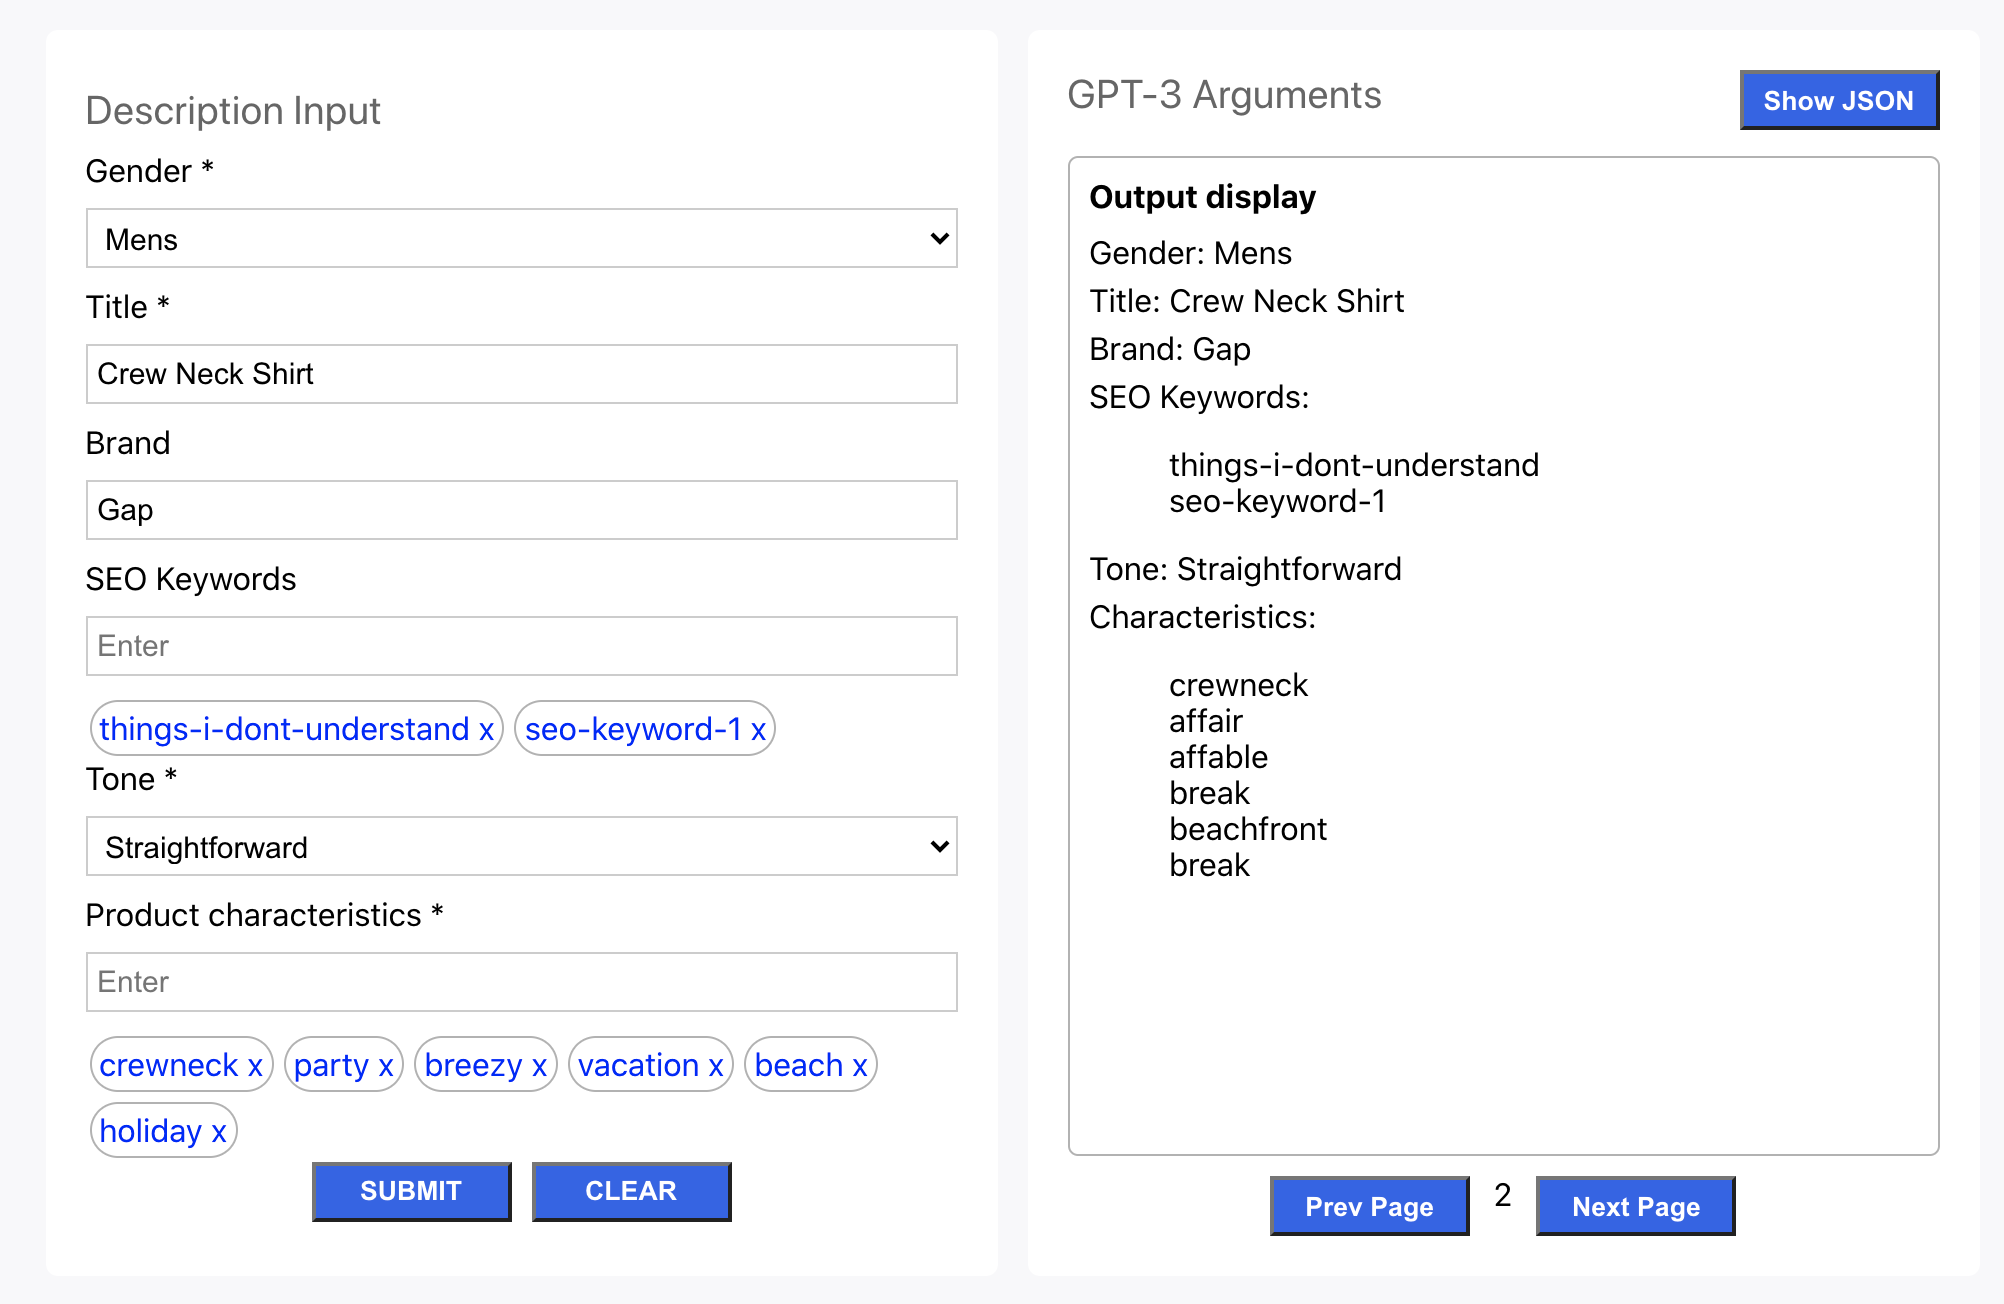 Description Input
Gender *
Mens
Title *
Crew Neck Shirt
Brand
Gap
SEO Keywords
Enter
things-i-dont-understand x seo-keyword-1 x
Tone *
Straightforward
Product characteristics *
Enter
crewneck x party x breezy x vacation x beach x
holiday x
SUBMIT CLEAR
GPT-3 Arguments
Show JSON
Output display
Gender: Mens
Title: Crew Neck Shirt
Brand: Gap
SEO Keywords:
things-i-dont-understand
seo-keyword-1
Tone: Straightforward
Characteristics:
crewneck
affair
affable
break
beachfront
break
Prev Page 2 Next Page